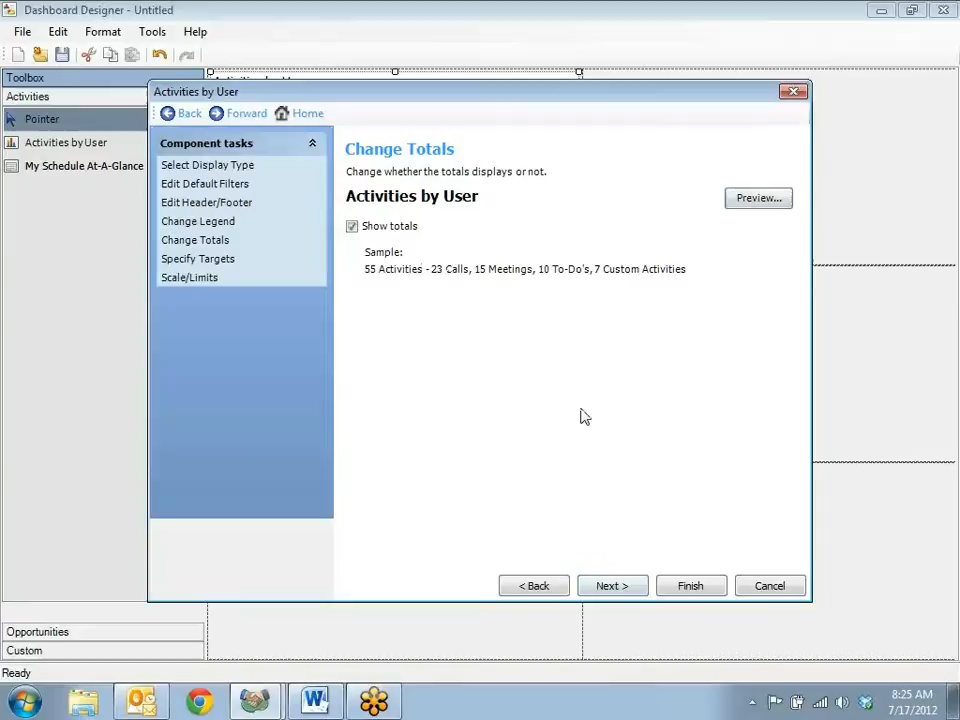 Dashboard Designer - Untitled
File Edit Format Tools Help
Toolbox
Activities
Pointer
Activities by User
My Schedule At-A-Glance
Opportunities
Custom
Ready
Activities by User
Back Forward Home
Component tasks
Select Display Type
Edit Default Filters
Edit Header/Footer
Change Legend
Change Totals
Specify Targets
Scale/Limits
Change Totals
Change whether the totals displays or not.
Activities by User
Preview...
Show totals
Sample:
55 Activities - 23 Calls, 15 Meetings, 10 To-Do's, 7 Custom Activities
< Back Next > Finish Cancel
8:25 AM
7/17/2012